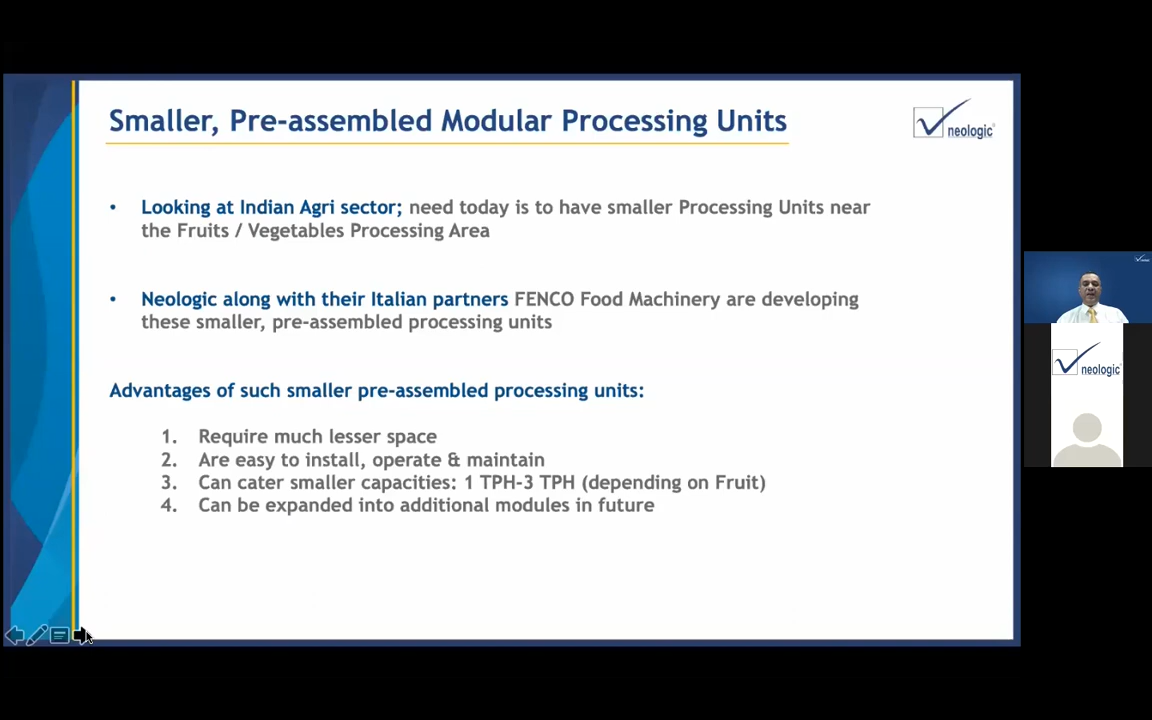 Smaller, Pre-assembled Modular Processing Units
neologic
• Looking at Indian Agri sector; need today is to have smaller Processing Units near
the Fruits / Vegetables Processing Area
• Neologic along with their Italian partners FENCO Food Machinery are developing
these smaller, pre-assembled processing units
Advantages of such smaller pre-assembled processing units:
1. Require much lesser space
2. Are easy to install, operate & maintain
3. Can cater smaller capacities: 1 TPH-3 TPH (depending on Fruit)
4. Can be expanded into additional modules in future
neologic